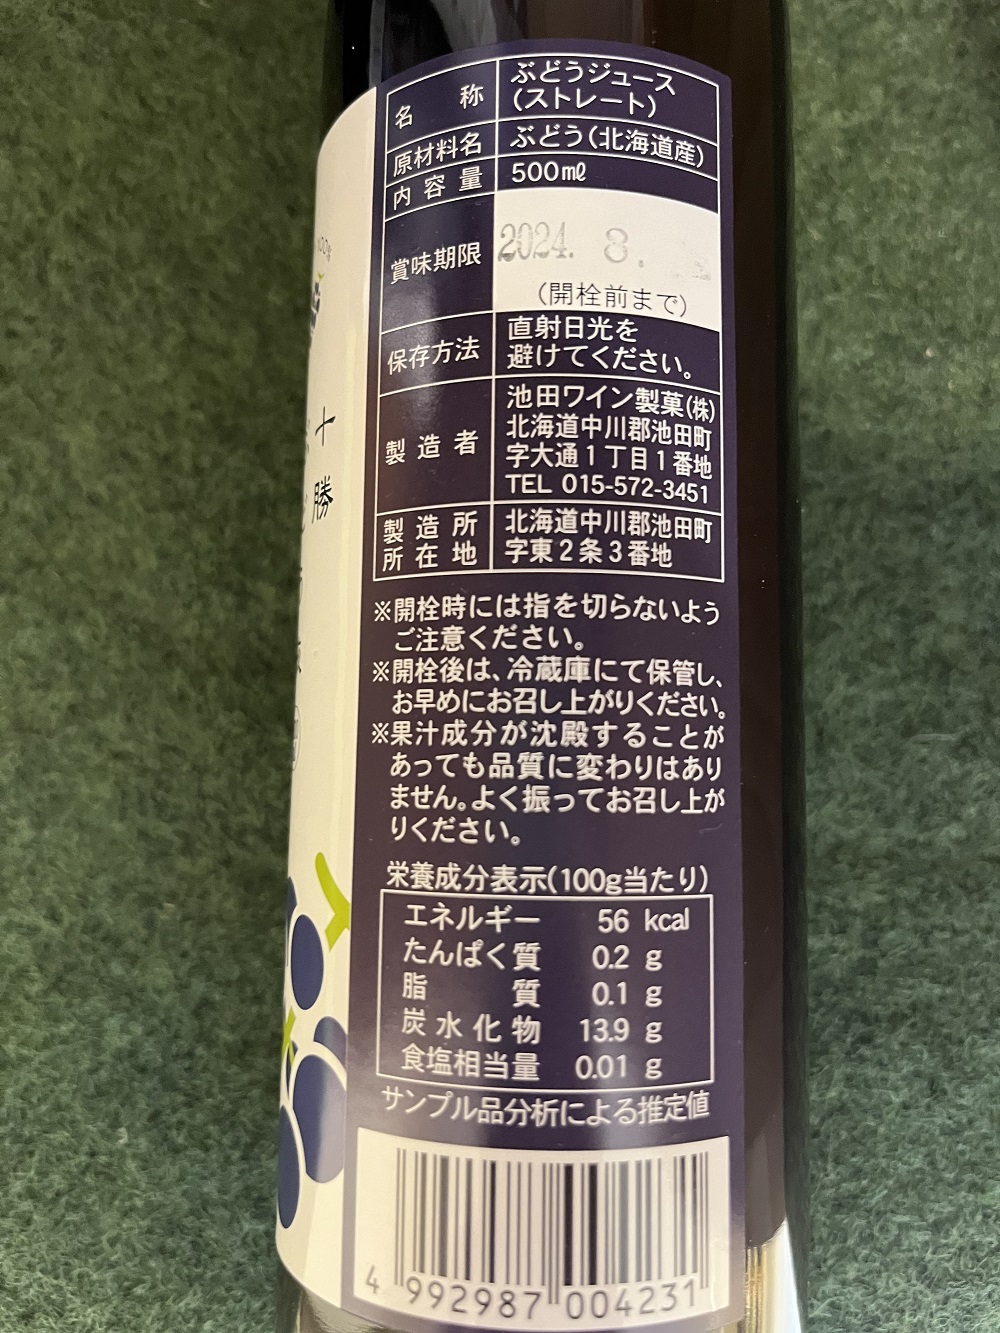 名称 ぶどうジュース
(ストレート)
原材料名 ぶどう(北海道産)
内容量 500mℓ
賞味期限 2024. 8.
(開栓前まで)
保存方法 直射日光を
避けてください。
製造者 池田ワイン製菓(株)
北海道中川郡池田町
字大通1丁目1番地
TEL 015-572-3451
製造所所在地 北海道中川郡池田町
字東2条3番地
※開栓時には指を切らないよう
ご注意ください。
※開栓後は、冷蔵庫にて保管し、
お早めにお召し上がりください。
※果汁成分が沈殿することが
あっても品質に変わりはあり
ません。よく振ってお召し上が
りください。
栄養成分表示(100g当たり)
エネルギー 56 kcal
たんぱく質 0.2 g
脂質 0.1 g
炭水化物 13.9 g
食塩相当量 0.01 g
サンプル品分析による推定値
4 992987 004231
十勝
100%